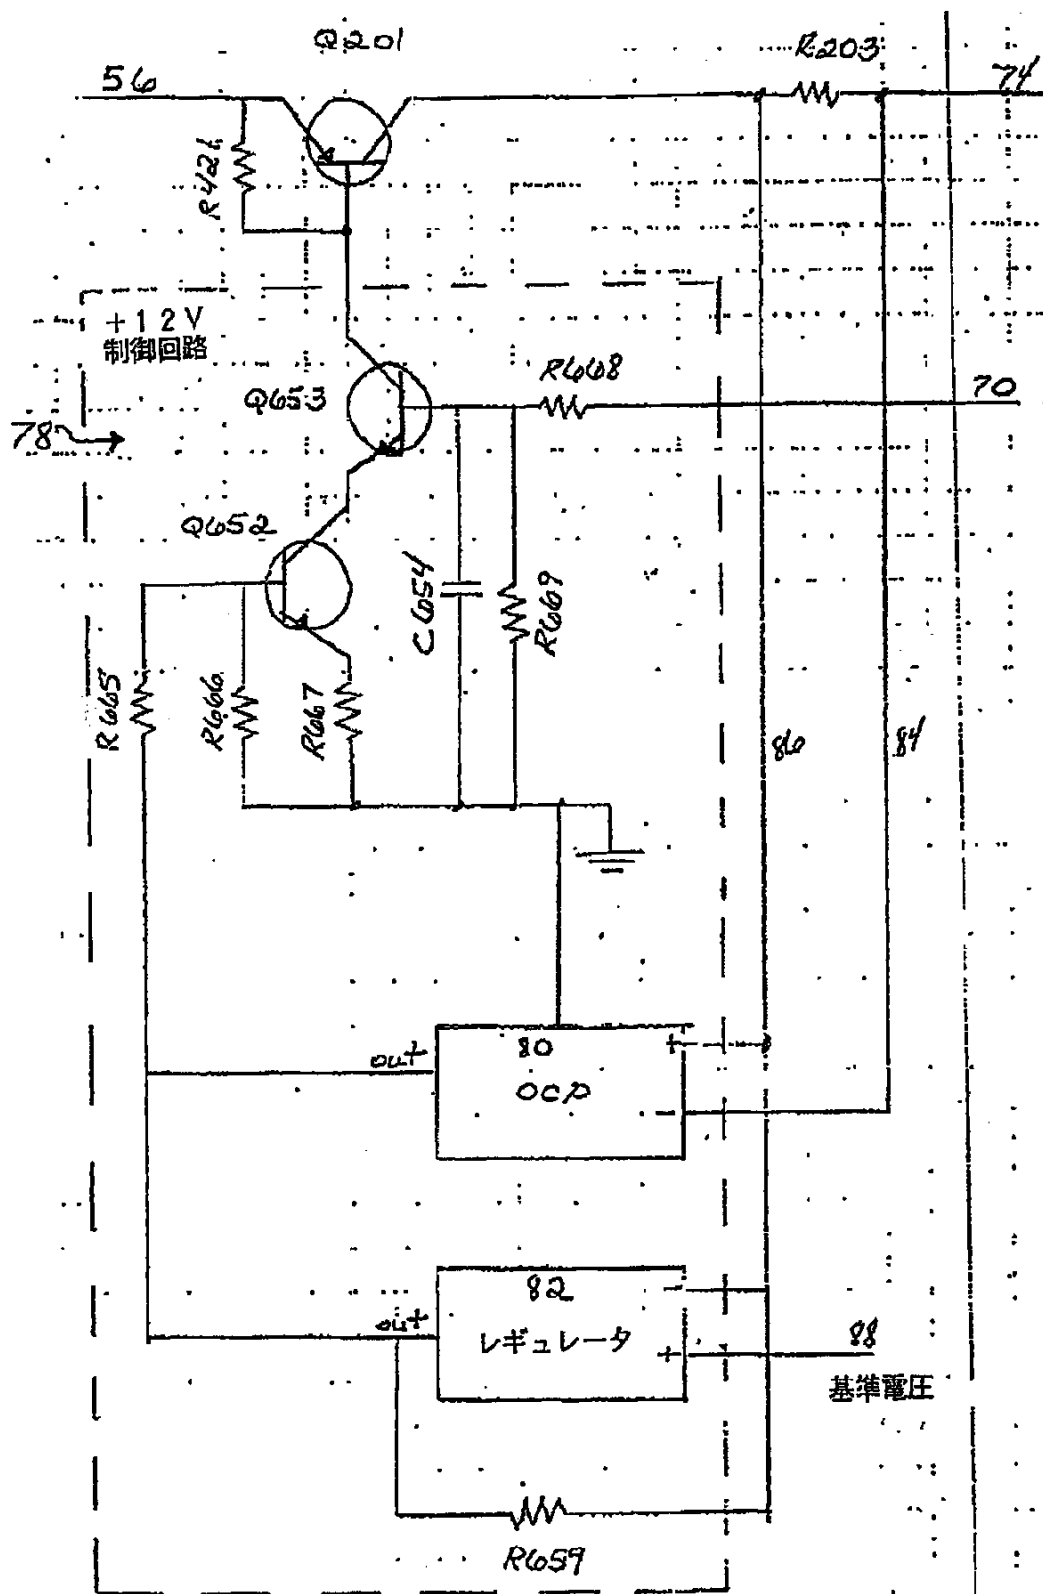 Q201
R203
56
74
R421
+12V
制御回路
R668
Q653
70
78
Q652
C654
R669
R665
R666
R667
86
84
80
+
out
OCP
−
82
−
out
レギュレータ
+
88
基準電圧
R659